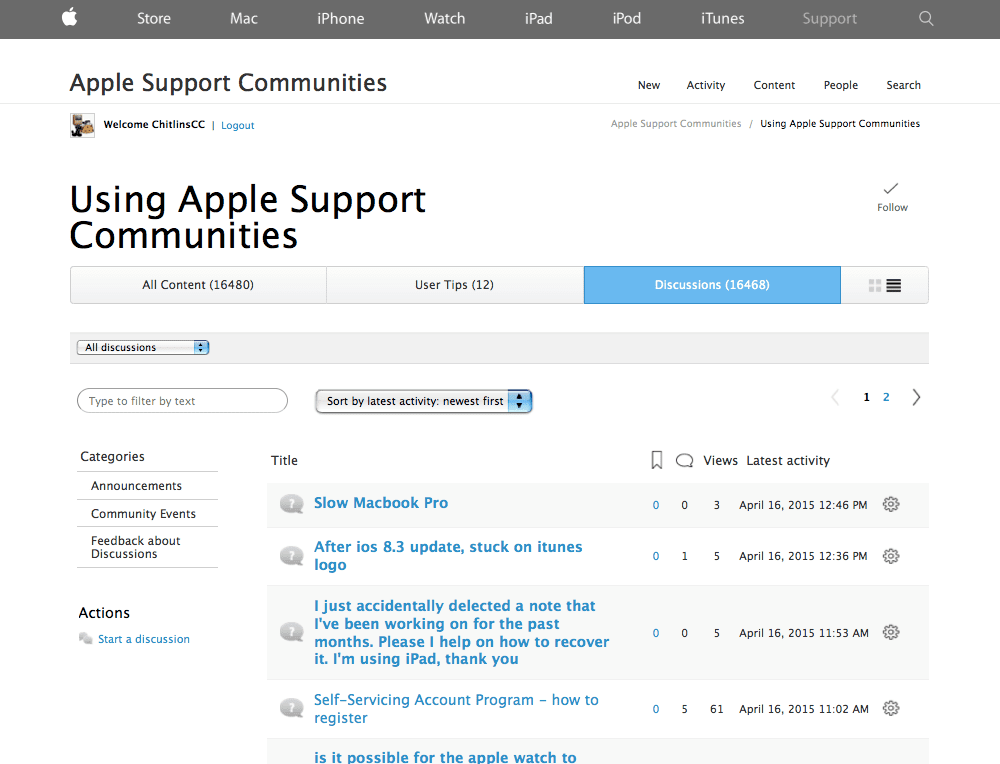 Store Mac iPhone Watch iPad iPod iTunes Support
Apple Support Communities
New Activity Content People Search
Welcome ChitlinsCC | Logout
Apple Support Communities / Using Apple Support Communities
Using Apple Support
Communities
Follow
All Content (16480) User Tips (12) Discussions (16468)
All discussions
Type to filter by text
Sort by latest activity: newest first
1 2
Categories
Announcements
Community Events
Feedback about
Discussions
Actions
Start a discussion
Title Views Latest activity
Slow Macbook Pro 0 0 3 April 16, 2015 12:46 PM
After ios 8.3 update, stuck on itunes
logo
0 1 5 April 16, 2015 12:36 PM
I just accidentally delected a note that
I've been working on for the past
months. Please I help on how to recover
it. I'm using iPad, thank you
0 0 5 April 16, 2015 11:53 AM
Self-Servicing Account Program - how to
register
0 5 61 April 16, 2015 11:02 AM
is it possible for the apple watch to